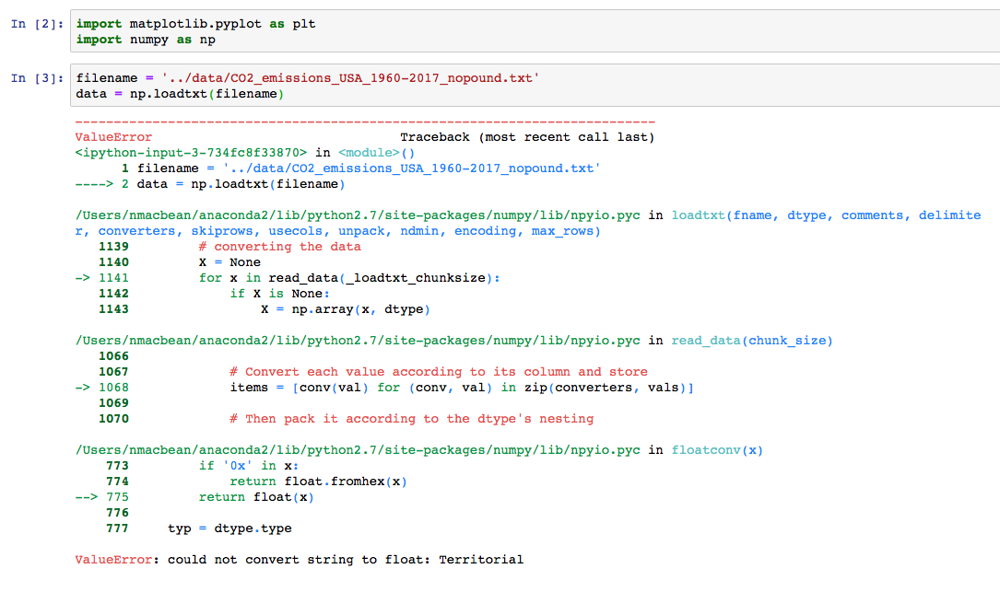 In [2]: import matplotlib.pyplot as plt
import numpy as np
In [3]: filename = '../data/CO2_emissions_USA_1960-2017_nopound.txt'
data = np.loadtxt(filename)
---------------------------------------------------------------------------
ValueError                                Traceback (most recent call last)
<ipython-input-3-734fc8f33870> in <module>()
      1 filename = '../data/CO2_emissions_USA_1960-2017_nopound.txt'
----> 2 data = np.loadtxt(filename)
/Users/nmacbean/anaconda2/lib/python2.7/site-packages/numpy/lib/npyio.pyc in loadtxt(fname, dtype, comments, delimite
r, converters, skiprows, usecols, unpack, ndmin, encoding, max_rows)
   1139         # converting the data
   1140         X = None
-> 1141         for x in read_data(_loadtxt_chunksize):
   1142             if X is None:
   1143                 X = np.array(x, dtype)
/Users/nmacbean/anaconda2/lib/python2.7/site-packages/numpy/lib/npyio.pyc in read_data(chunk_size)
   1066
   1067             # Convert each value according to its column and store
-> 1068             items = [conv(val) for (conv, val) in zip(converters, vals)]
   1069
   1070             # Then pack it according to the dtype's nesting
/Users/nmacbean/anaconda2/lib/python2.7/site-packages/numpy/lib/npyio.pyc in floatconv(x)
    773         if '0x' in x:
    774             return float.fromhex(x)
--> 775         return float(x)
    776
    777     typ = dtype.type
ValueError: could not convert string to float: Territorial